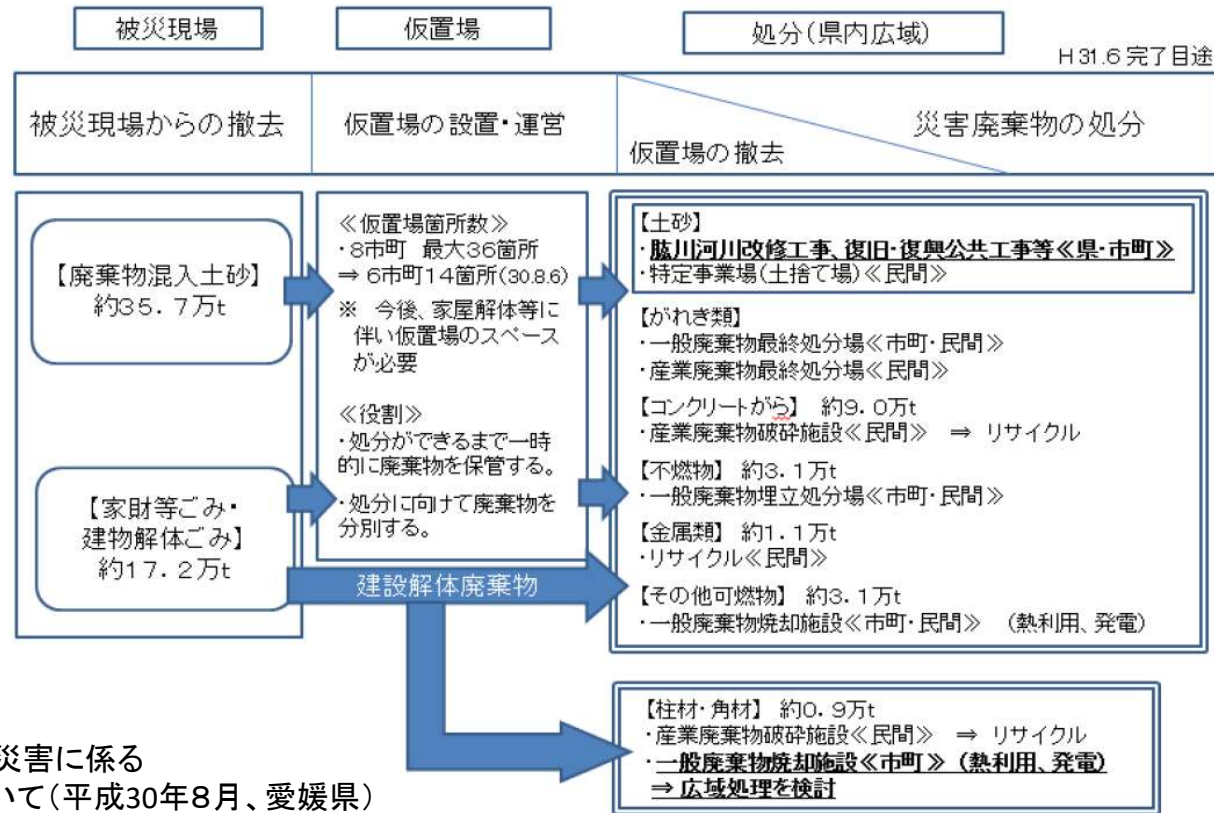 被災現場
仮置場
処分(県内広域)
H31.6 完了目途
被災現場からの撤去
仮置場の設置・運営
災害廃棄物の処分
仮置場の撤去
【廃棄物混入土砂】
約35.7万t
≪仮置場箇所数≫
・8市町 最大36箇所
⇒ 6市町14箇所(30.8.6)
※ 今後、家屋解体等に
伴い仮置場のスペース
が必要
≪役割≫
・処分ができるまで一時
的に廃棄物を保管する。
・処分に向けて廃棄物を
分別する。
【家財等ごみ・
建物解体ごみ】
約17.2万t
建設解体廃棄物
【土砂】
・肱川河川改修工事、復旧・復興公共工事等≪県・市町≫
・特定事業場(土捨て場)≪民間≫
【がれき類】
・一般廃棄物最終処分場≪市町・民間≫
・産業廃棄物最終処分場≪民間≫
【コンクリートがら】 約9.0万t
・産業廃棄物破砕施設≪民間≫ ⇒ リサイクル
【不燃物】 約3.1万t
・一般廃棄物埋立処分場≪市町・民間≫
【金属類】 約1.1万t
・リサイクル≪民間≫
【その他可燃物】 約3.1万t
・一般廃棄物焼却施設≪市町・民間≫ (熱利用、発電)
【柱材・角材】 約0.9万t
・産業廃棄物破砕施設≪民間≫ ⇒ リサイクル
・一般廃棄物焼却施設≪市町≫(熱利用、発電)
⇒ 広域処理を検討
災害に係る
いて(平成30年8月、愛媛県)